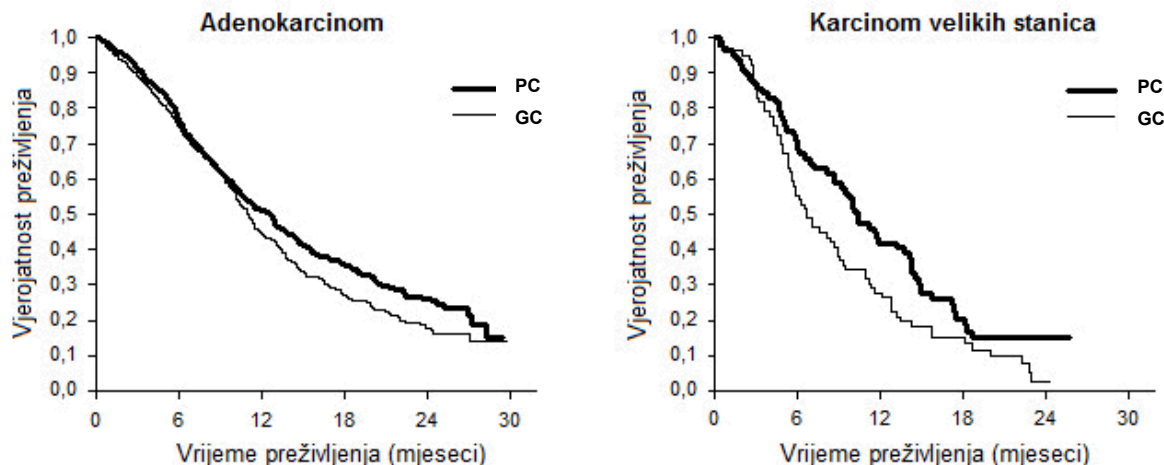 Adenokarcinom
Vjerojatnost preživljenja
1,0
0,9
0,8
0,7
0,6
0,5
0,4
0,3
0,2
0,1
0,0
PC
GC
0 6 12 18 24 30
Vrijeme preživljenja (mjeseci)
Karcinom velikih stanica
Vjerojatnost preživljenja
1,0
0,9
0,8
0,7
0,6
0,5
0,4
0,3
0,2
0,1
0,0
PC
GC
0 6 12 18 24 30
Vrijeme preživljenja (mjeseci)